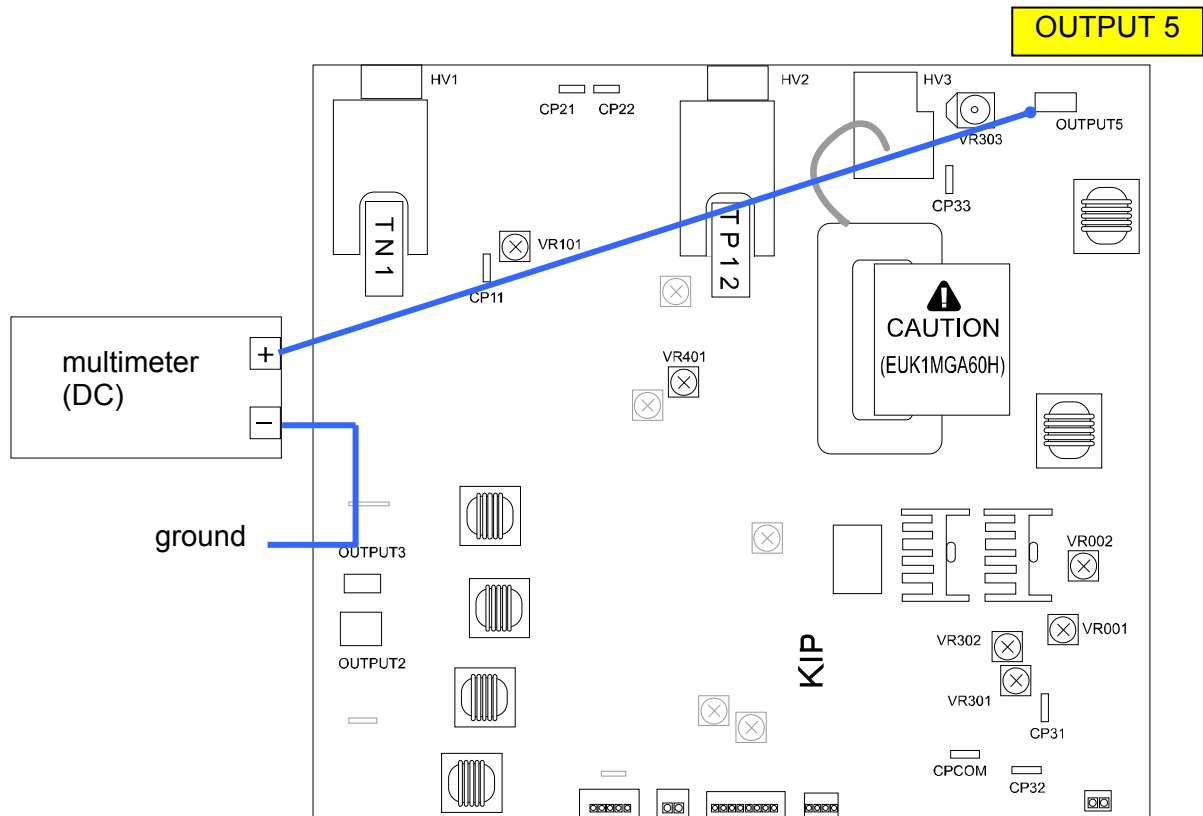 OUTPUT 5
HV1
CP21
CP22
HV2
HV3
VR303
OUTPUT5
CP33
TN1
VR101
CP11
TP12
CAUTION
(EUK1MGA60H)
multimeter
(DC)
+
−
VR401
ground
OUTPUT3
OUTPUT2
VR002
VR001
VR302
VR301
KIP
CP31
CPCOM
CP32